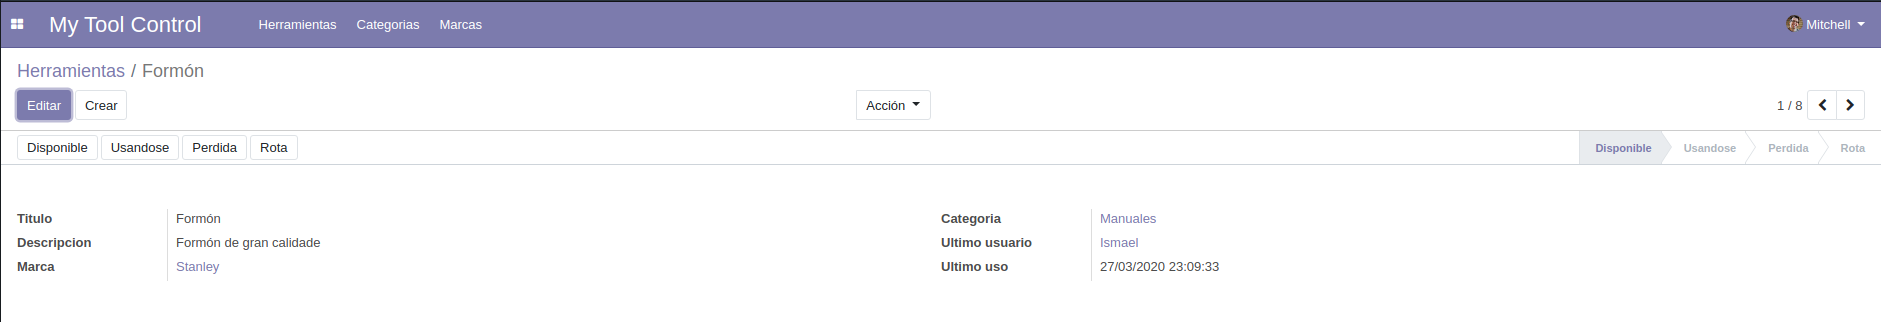 My Tool Control Herramientas Categorias Marcas Mitchell
Herramientas / Formón
Editar Crear Acción 1 / 8
Disponible Usandose Perdida Rota Disponible Usandose Perdida Rota
Titulo Formón Categoria Manuales
Descripcion Formón de gran calidade Ultimo usuario Ismael
Marca Stanley Ultimo uso 27/03/2020 23:09:33